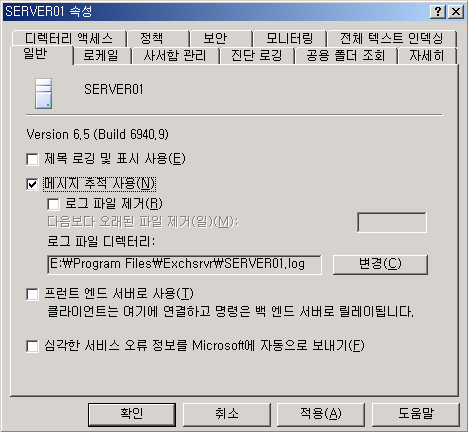 SERVER01 속성
디렉터리 액세스 정책 보안 모니터링 전체 텍스트 인덱싱
일반 로케일 사서함 관리 진단 로깅 공용 폴더 조회 자세히
SERVER01
Version 6.5 (Build 6940.9)
제목 로깅 및 표시 사용(E)
메시지 추적 사용(N)
로그 파일 제거(R)
다음보다 오래된 파일 제거(일)(M):
로그 파일 디렉터리:
E:₩Program Files₩Exchsrvr₩SERVER01.log 변경(C)
프런트 엔드 서버로 사용(T)
클라이언트는 여기에 연결하고 명령은 백 엔드 서버로 릴레이됩니다.
심각한 서비스 오류 정보를 Microsoft에 자동으로 보내기(F)
확인 취소 적용(A) 도움말